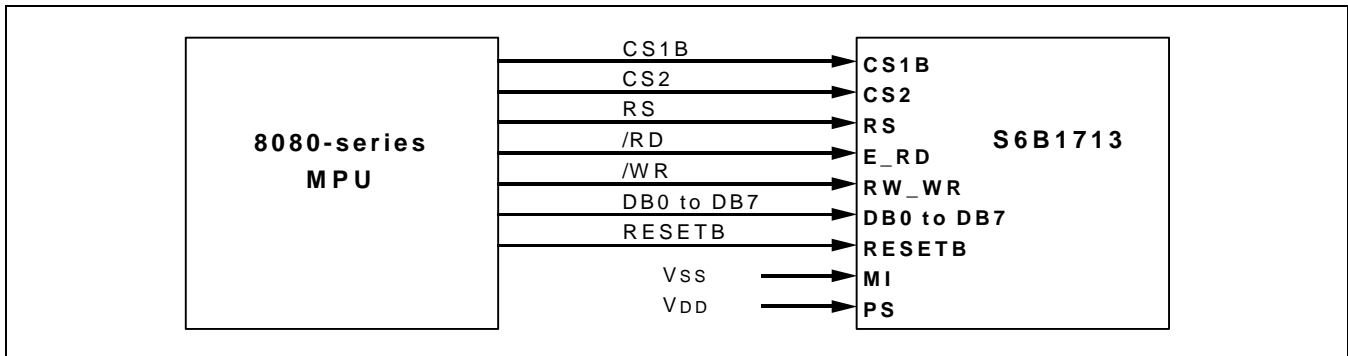 8080-series
MPU
CS1B
CS2
RS
/RD
/WR
DB0 to DB7
RESETB
VSS
VDD
CS1B
CS2
RS
E_RD
RW_WR
DB0 to DB7
RESETB
MI
PS
S6B1713